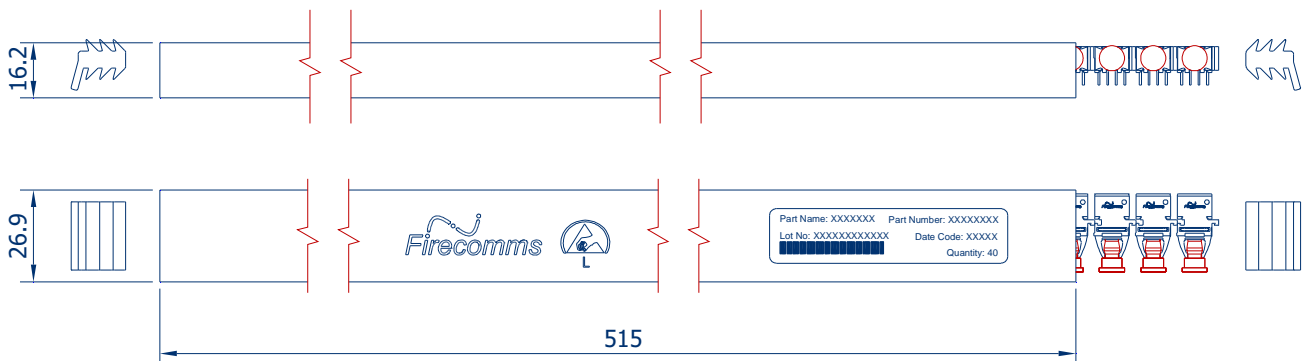 16.2
26.9
Firecomms
L
Part Name: XXXXXXX Part Number: XXXXXXXX
Lot No: XXXXXXXXXXXX Date Code: XXXXX
Quantity: 40
515